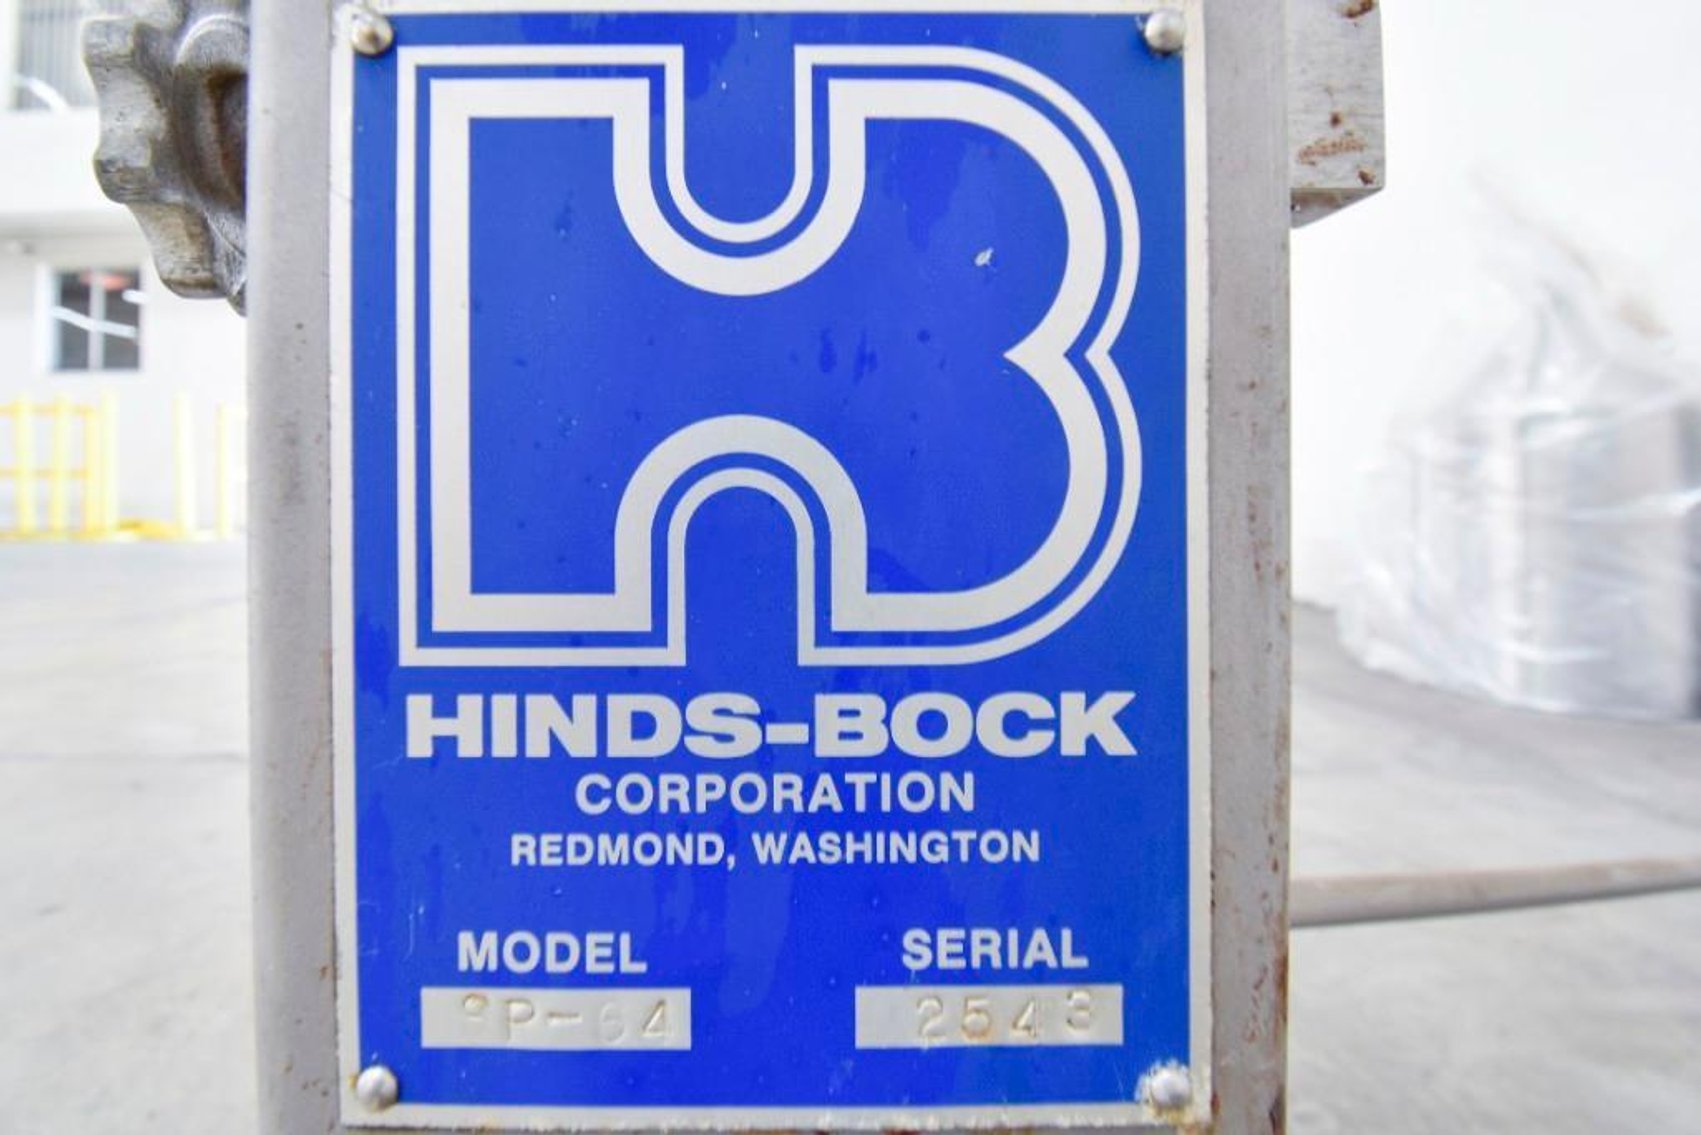 HB
HINDS-BOCK
CORPORATION
REDMOND, WASHINGTON
MODEL SERIAL
2543